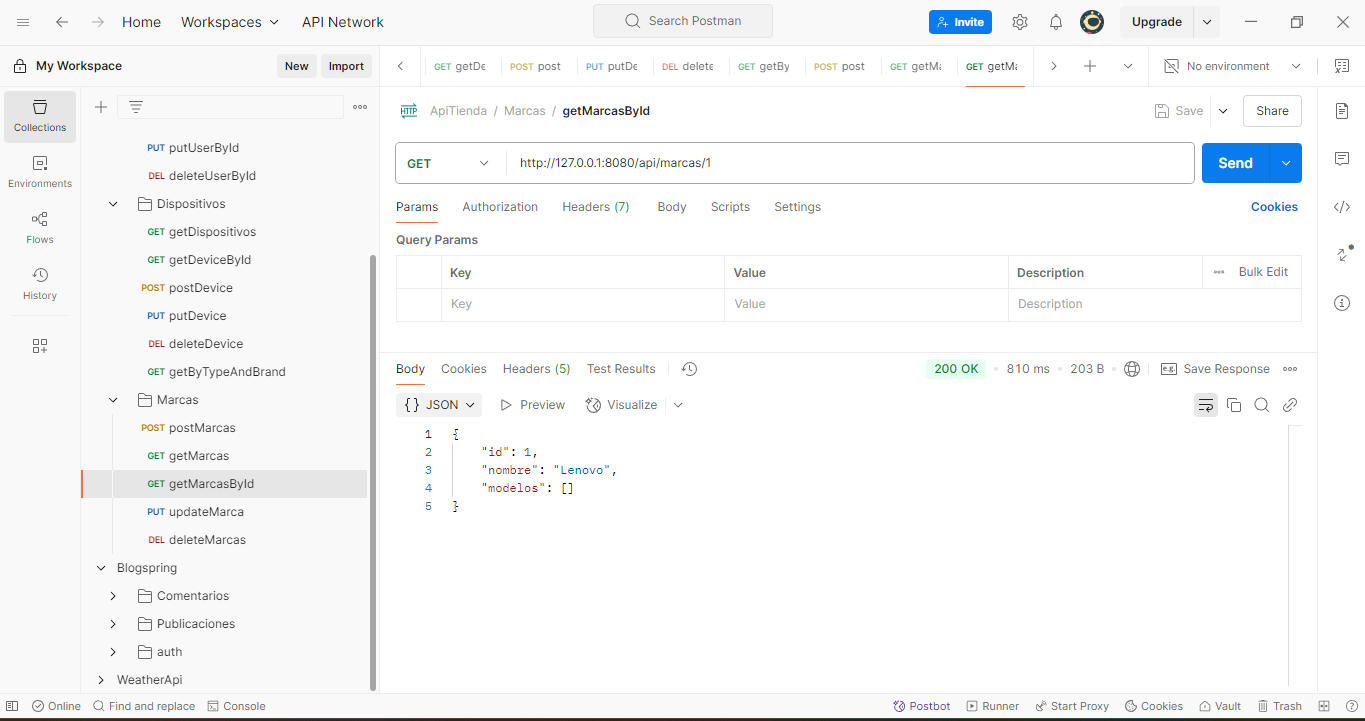 Home Workspaces API Network Search Postman Invite Upgrade
My Workspace New Import
GET getDe POST post PUT putDe DEL delete GET getBy POST post GET getMa GET getMa No environment
Collections
Environments
Flows
History
PUT putUserById
DEL deleteUserById
Dispositivos
GET getDispositivos
GET getDeviceById
POST postDevice
PUT putDevice
DEL deleteDevice
GET getByTypeAndBrand
Marcas
POST postMarcas
GET getMarcas
GET getMarcasById
PUT updateMarca
DEL deleteMarcas
Blogspring
Comentarios
Publicaciones
auth
WeatherApi
HTTP ApiTienda / Marcas / getMarcasById Save Share
GET http://127.0.0.1:8080/api/marcas/1 Send
Params Authorization Headers (7) Body Scripts Settings Cookies
Query Params
Key Value Description Bulk Edit
Key Value Description
Body Cookies Headers (5) Test Results 200 OK 810 ms 203 B e.g. Save Response
{} JSON Preview Visualize
1 {
2 "id": 1,
3 "nombre": "Lenovo",
4 "modelos": []
5 }
Online Find and replace Console Postbot Runner Start Proxy Cookies Vault Trash